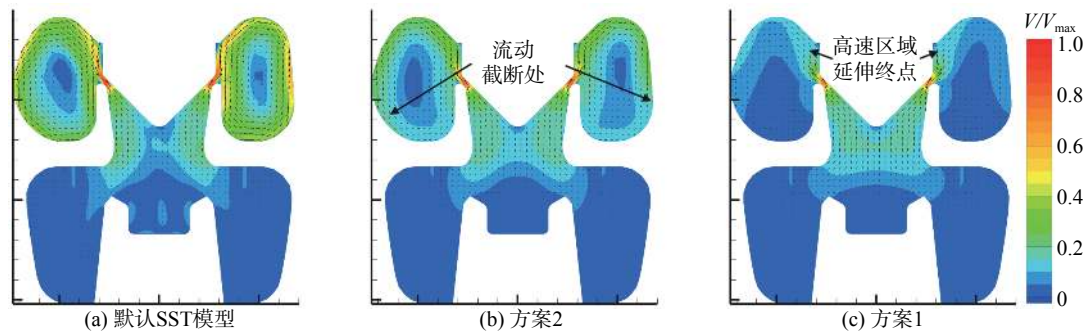 流动
截断处
高速区域
延伸终点
V/Vmax
1.0
0.8
0.6
0.4
0.2
0
(a) 默认SST模型
(b) 方案2
(c) 方案1